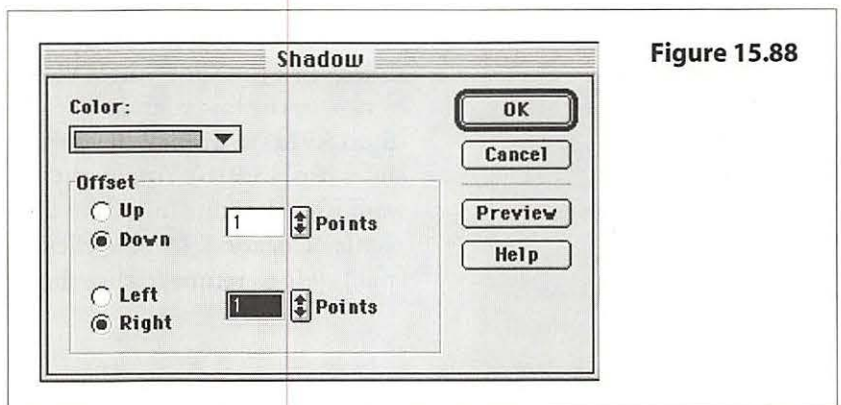 Figure 15.88
Shadow
Color:
OK
Cancel
Offset
Up
Down
1 Points
Preview
Help
Left
Right
1 Points